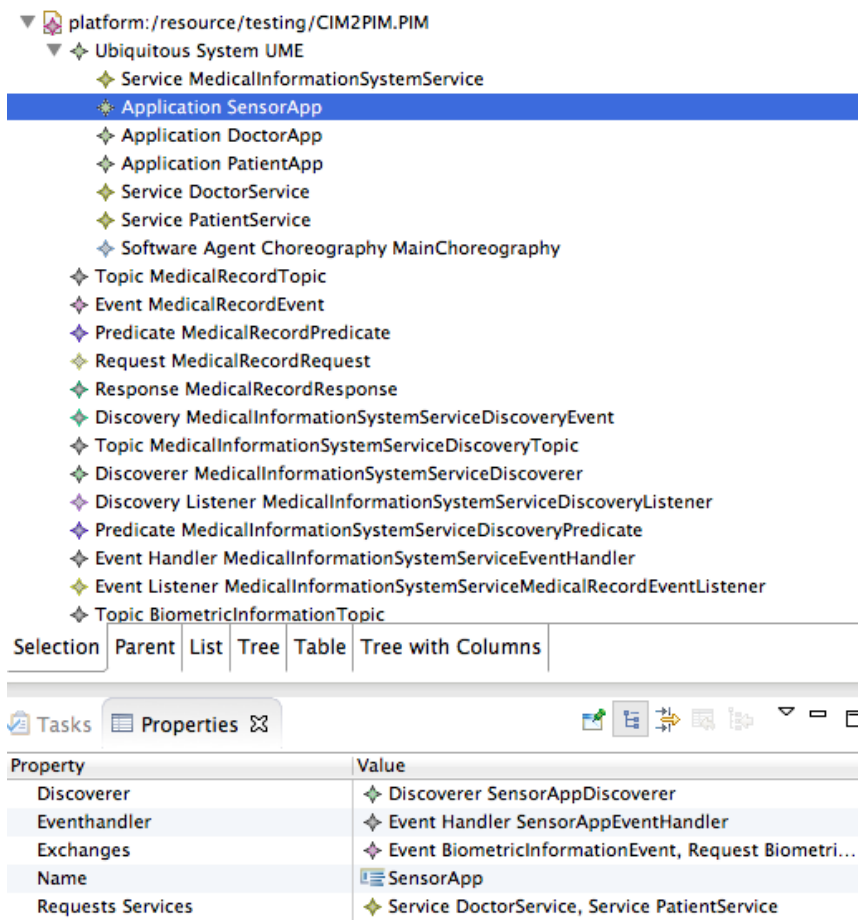 platform:/resource/testing/CIM2PIM.PIM
Ubiquitous System UME
Service MedicalInformationSystemService
Application SensorApp
Application DoctorApp
Application PatientApp
Service DoctorService
Service PatientService
Software Agent Choreography MainChoreography
Topic MedicalRecordTopic
Event MedicalRecordEvent
Predicate MedicalRecordPredicate
Request MedicalRecordRequest
Response MedicalRecordResponse
Discovery MedicalInformationSystemServiceDiscoveryEvent
Topic MedicalInformationSystemServiceDiscoveryTopic
Discoverer MedicalInformationSystemServiceDiscoverer
Discovery Listener MedicalInformationSystemServiceDiscoveryListener
Predicate MedicalInformationSystemServiceDiscoveryPredicate
Event Handler MedicalInformationSystemServiceEventHandler
Event Listener MedicalInformationSystemServiceMedicalRecordEventListener
Topic BiometricInformationTopic
Selection Parent List Tree Table Tree with Columns
Tasks Properties
Property Value
Discoverer Discoverer SensorAppDiscoverer
Eventhandler Event Handler SensorAppEventHandler
Exchanges Event BiometricInformationEvent, Request Biometri...
Name SensorApp
Requests Services Service DoctorService, Service PatientService